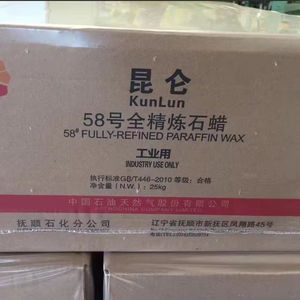 昆仑
KunLun
58号全精炼石蜡
58# FULLY-REFINED PARAFFIN WAX
工业用
INDUSTRY USE ONLY
执行标准GB/T446-2010 等级：合格
净含量（N.W.）：25kg
中国石油天然气股份有限公司
PETROCHINA COMPANY LIMITED
抚顺石化分公司
辽宁省抚顺市新抚区凤翔路45号